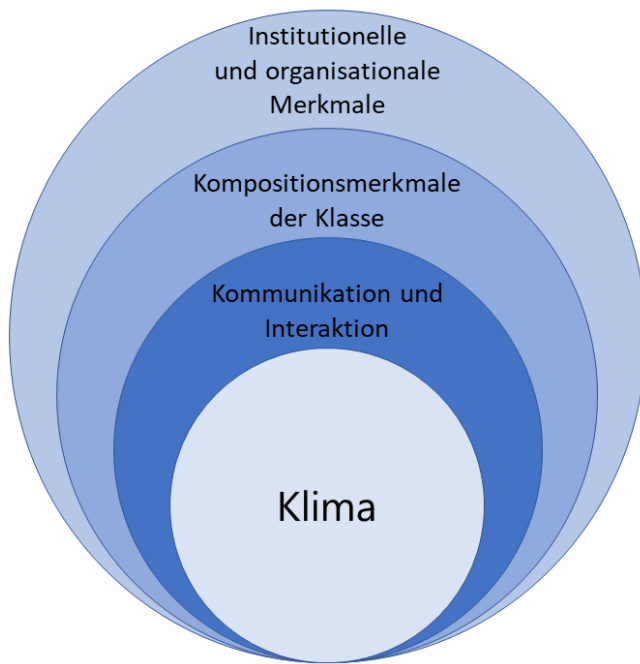 Institutionelle
und organisationale
Merkmale
Kompositionsmerkmale
der Klasse
Kommunikation und
Interaktion
Klima